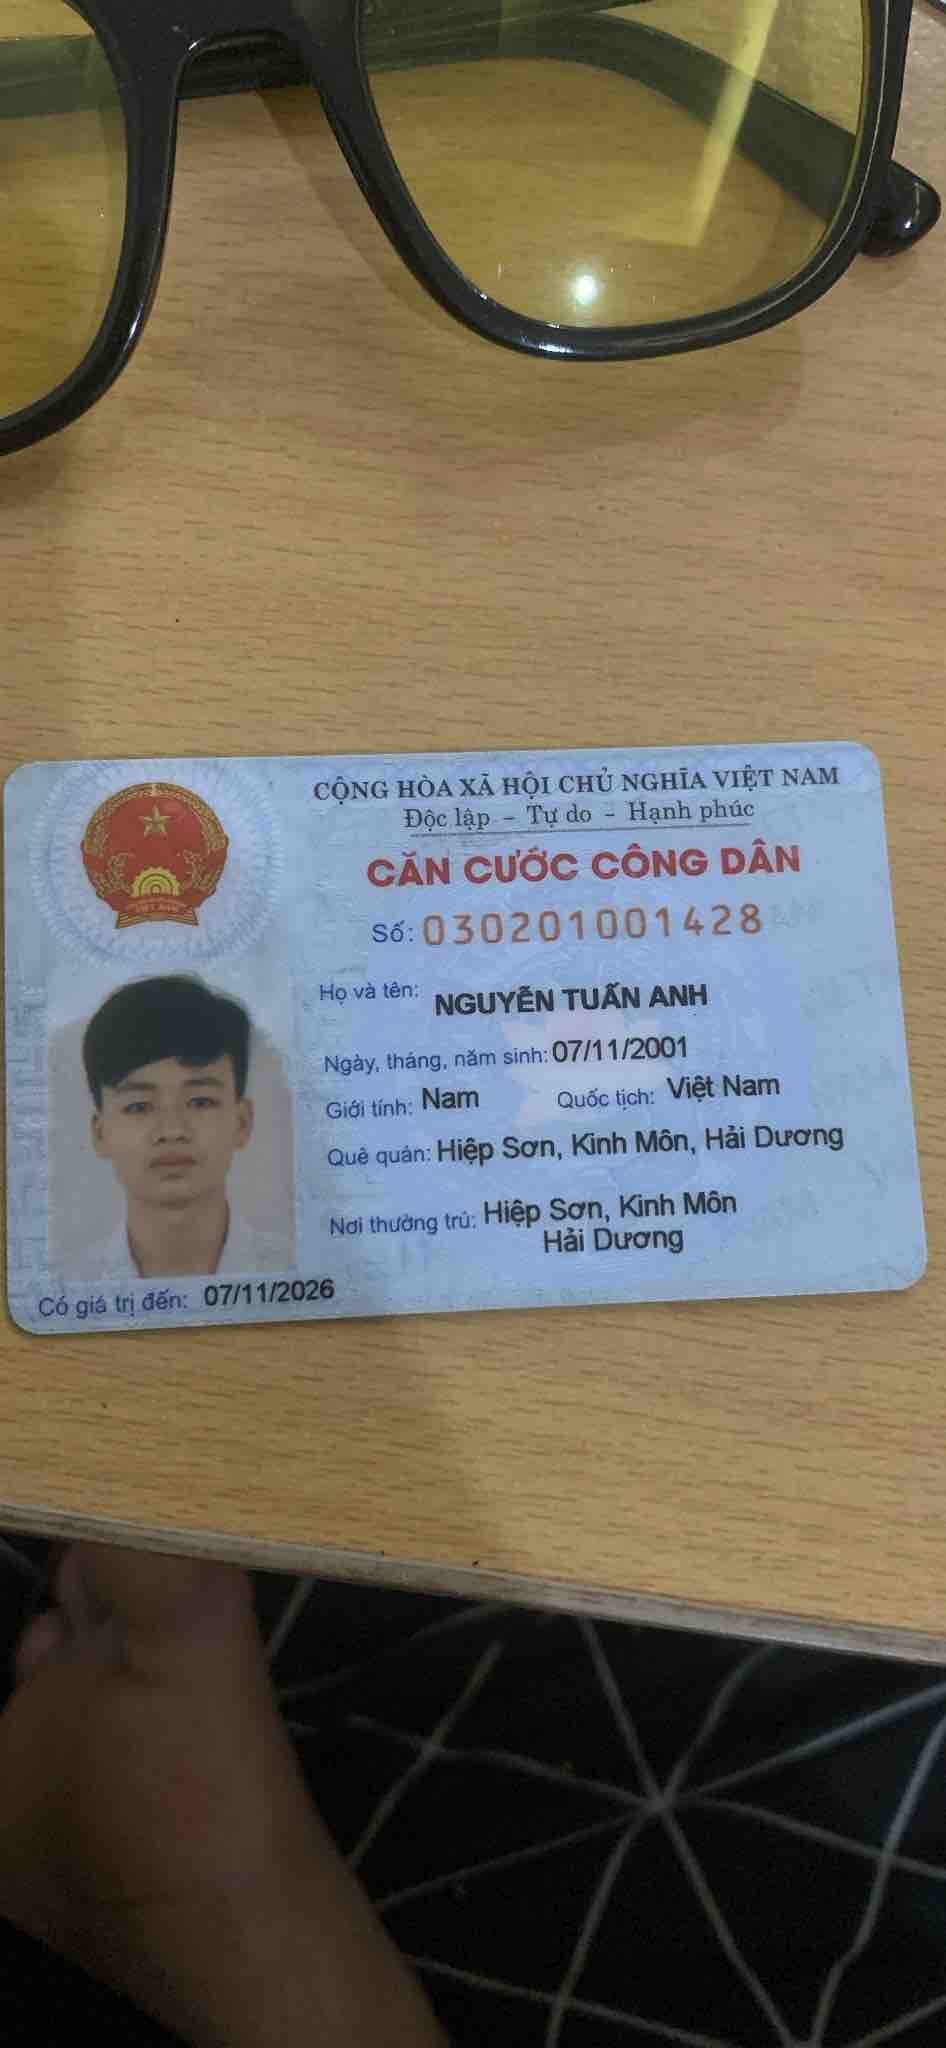 CỘNG HÒA XÃ HỘI CHỦ NGHĨA VIỆT NAM
Độc lập - Tự do - Hạnh phúc
CĂN CƯỚC CÔNG DÂN
Số: 030201001428
Họ và tên: NGUYỄN TUẤN ANH
Ngày, tháng, năm sinh: 07/11/2001
Giới tính: Nam Quốc tịch: Việt Nam
Quê quán: Hiệp Sơn, Kinh Môn, Hải Dương
Nơi thường trú: Hiệp Sơn, Kinh Môn
Hải Dương
Có giá trị đến: 07/11/2026